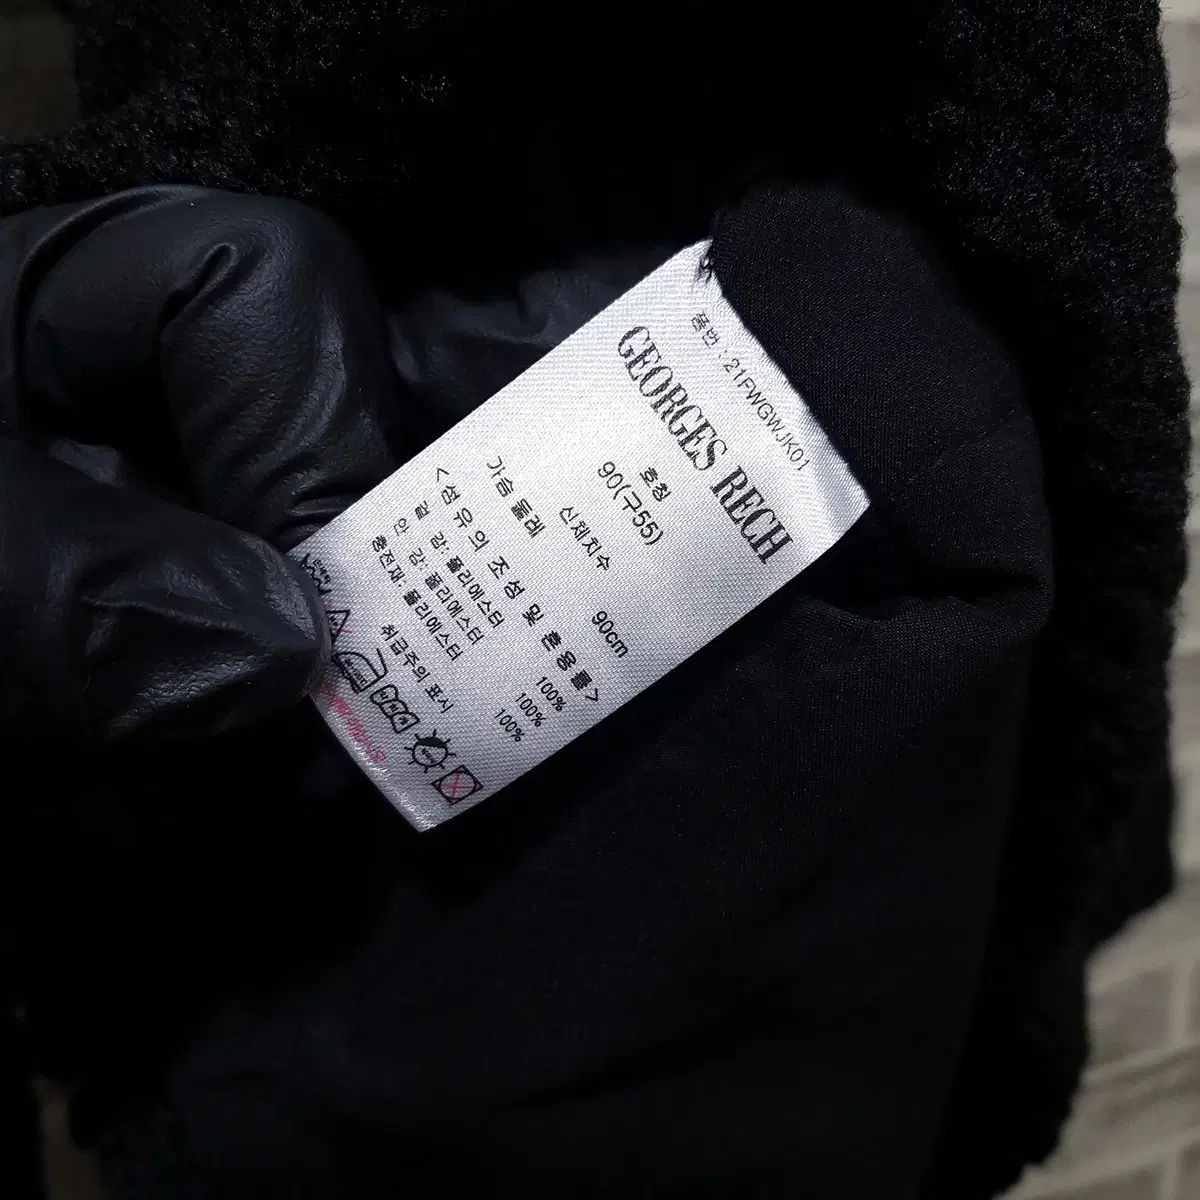 품번 : 21FWGWJK01
GEORGES RECH
호칭
90(구55)
신체치수
가슴 둘레 90cm
<섬유의 조성 및 혼용률>
겉 감: 폴리에스터 100%
안 감: 폴리에스터 100%
충전재: 폴리에스터 100%
취급주의 표시